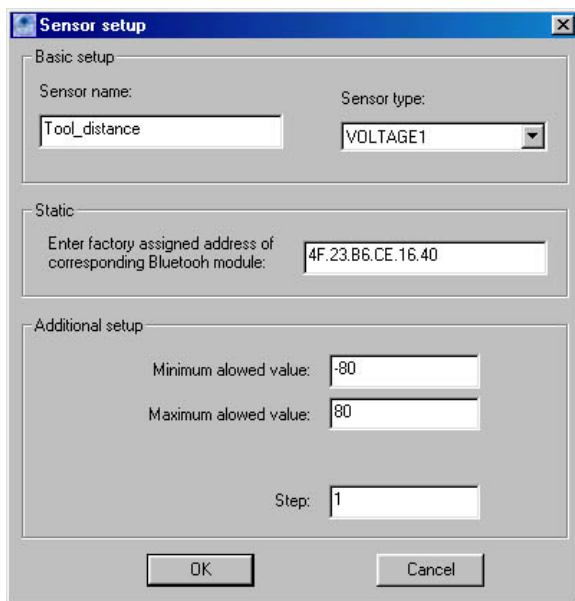 Sensor setup
Basic setup
Sensor name:
Sensor type:
Tool_distance
VOLTAGE1
Static
Enter factory assigned address of
corresponding Bluetooh module:
4F.23.B6.CE.16.40
Additional setup
Minimum alowed value:
-80
Maximum alowed value:
80
Step:
1
OK
Cancel